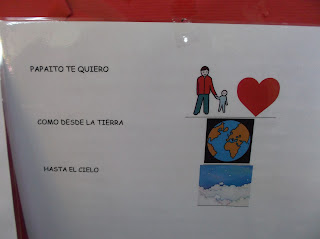 PAPAITO TE QUIERO
COMO DESDE LA TIERRA
HASTA EL CIELO